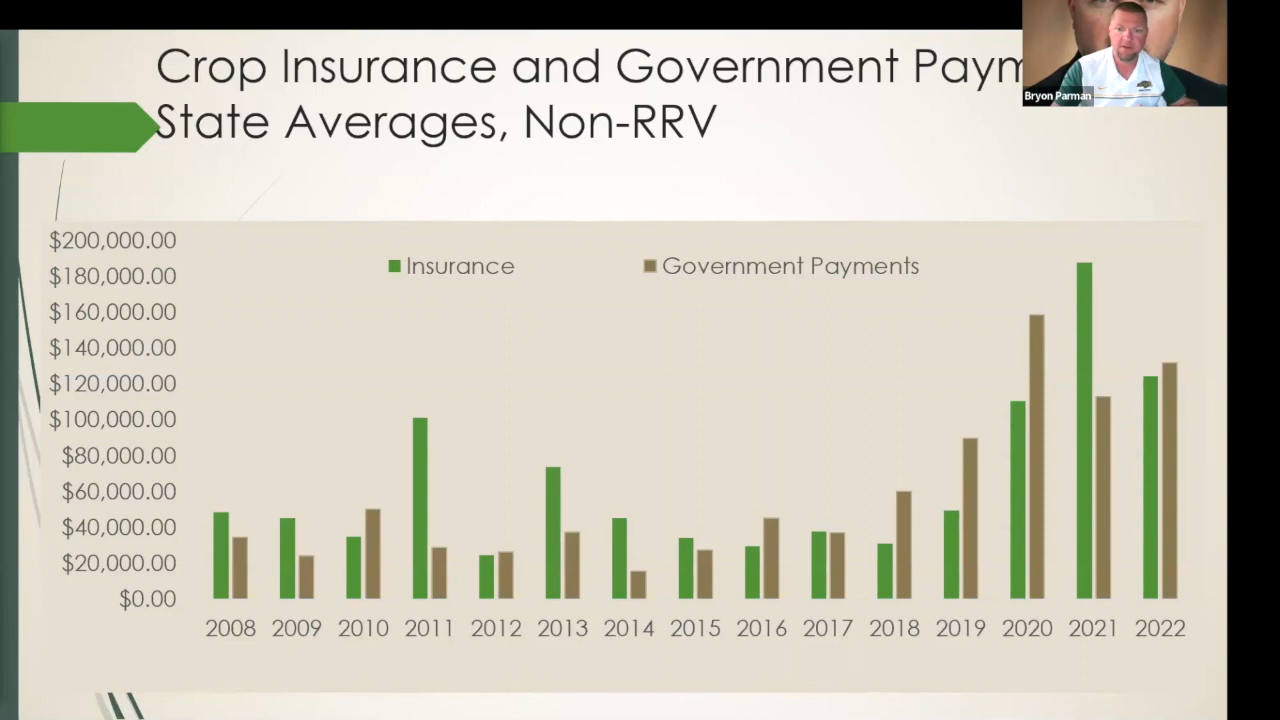 Crop Insurance and Government Paym
State Averages, Non-RRV
Bryon Parman
Insurance
Government Payments
$200,000.00
$180,000.00
$160,000.00
$140,000.00
$120,000.00
$100,000.00
$80,000.00
$60,000.00
$40,000.00
$20,000.00
$0.00
2008 2009 2010 2011 2012 2013 2014 2015 2016 2017 2018 2019 2020 2021 2022